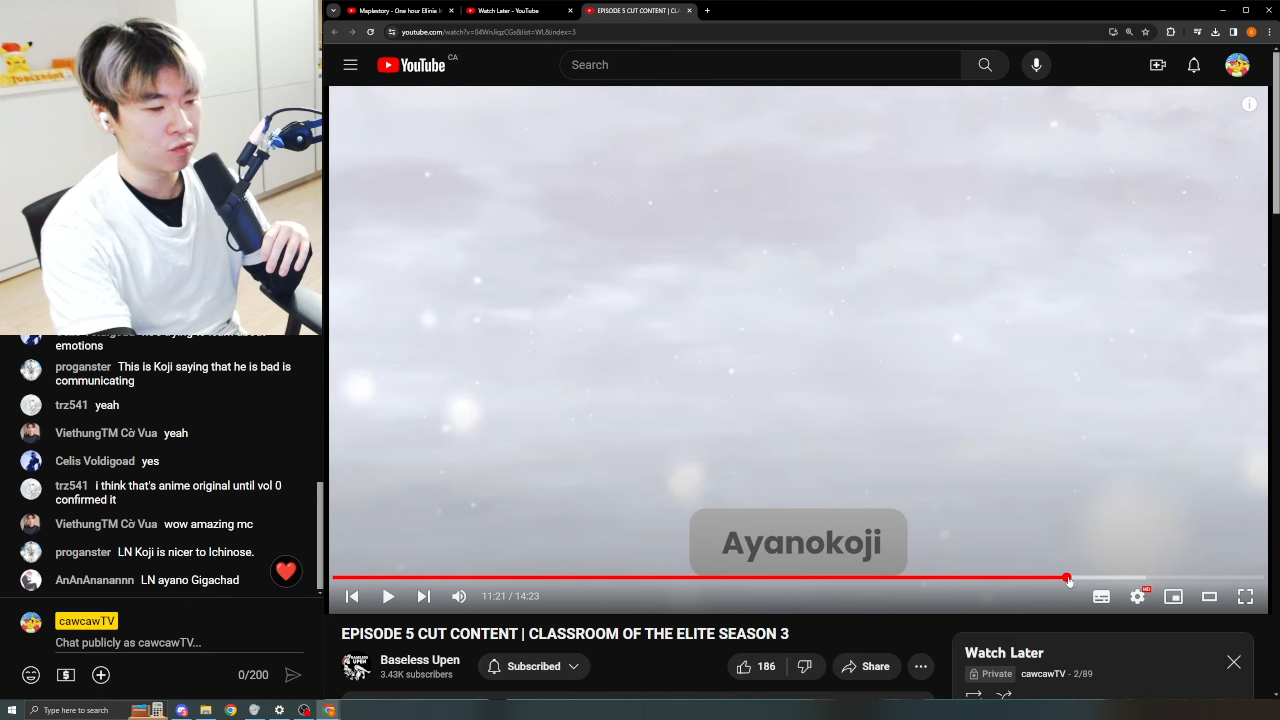 Maplestory - One hour Ellinia
Watch Later - YouTube
EPISODE 5 CUT CONTENT | CLA
youtube.com/watch?v=04WnJiqzCGs&list=WL&index=3
YouTube CA
Search
Ayanokoji
11:21 / 14:23
HD
EPISODE 5 CUT CONTENT | CLASSROOM OF THE ELITE SEASON 3
Baseless Upen
3.43K subscribers
Subscribed
186
Share
Watch Later
Private cawcawTV - 2/89
emotions
proganster This is Koji saying that he is bad is
communicating
trz541 yeah
ViethungTM Cờ Vua yeah
Celis Voldigoad yes
trz541 i think that's anime original until vol 0
confirmed it
ViethungTM Cờ Vua wow amazing mc
proganster LN Koji is nicer to Ichinose.
AnAnAnanannn LN ayano Gigachad
cawcawTV
Chat publicly as cawcawTV...
0/200
Type here to search